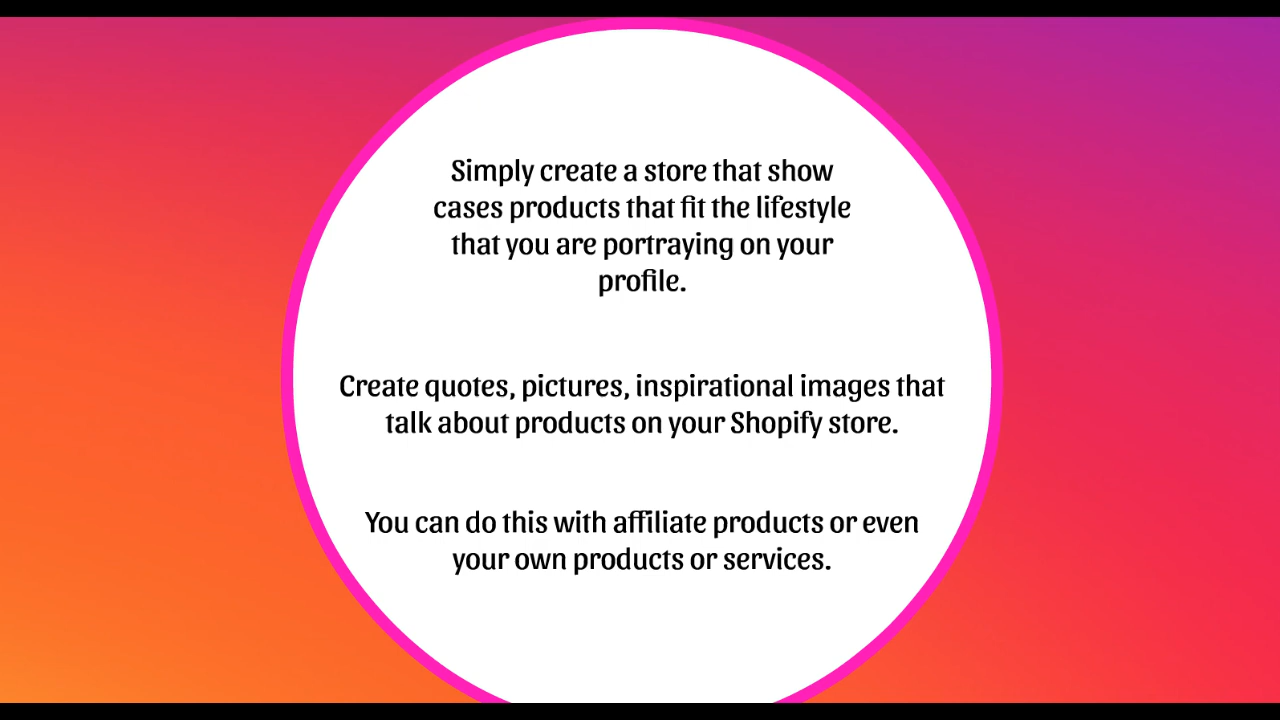 Simply create a store that show
cases products that fit the lifestyle
that you are portraying on your
profile.
Create quotes, pictures, inspirational images that
talk about products on your Shopify store.
You can do this with affiliate products or even
your own products or services.